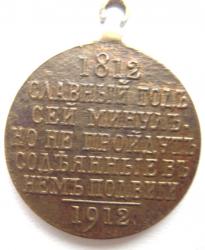 1812
СЛАВНЫЙ ГОДЪ
СЕЙ МИНУЛЪ.
НО НЕ ПРОЙДУТЪ
СОДѢЯННЫЕ ВЪ
НЕМЪ ПОДВИГИ
1912